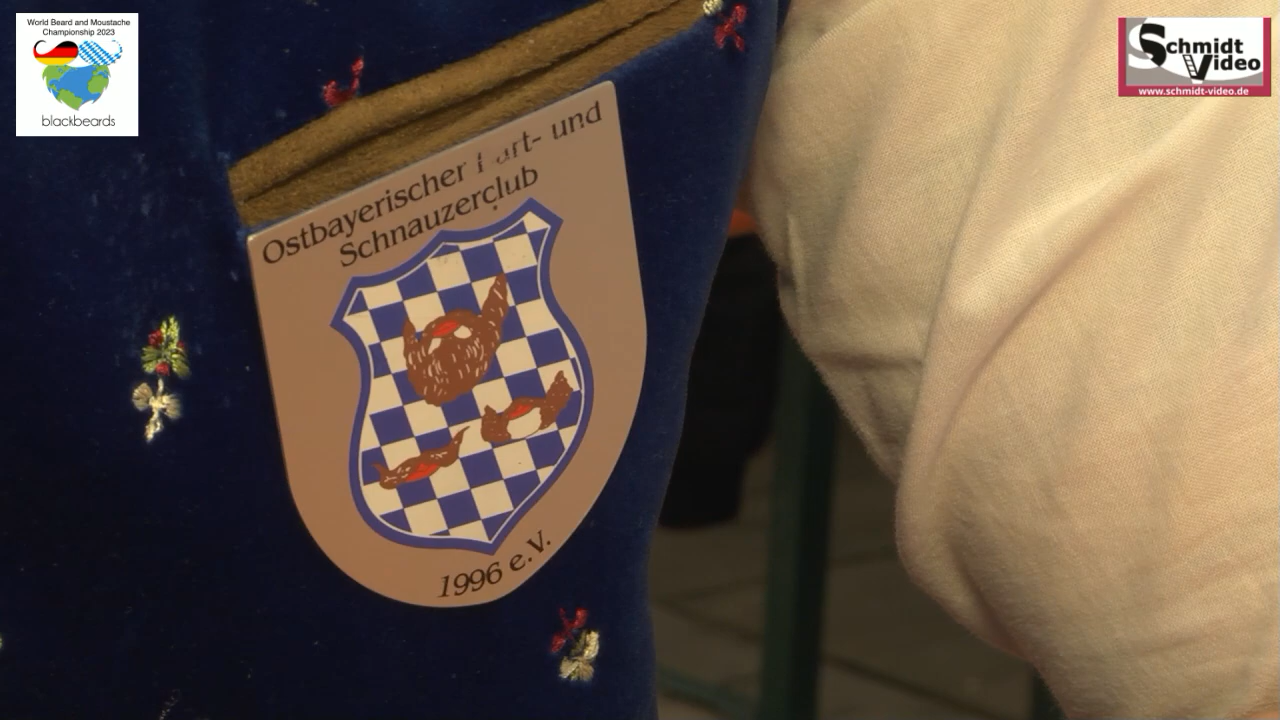 World Beard and Moustache
Championship 2023
blackbeards
Schmidt
Video
www.schmidt-video.de
Ostbayerischer und
Schnauzerclub
1996 e.V.